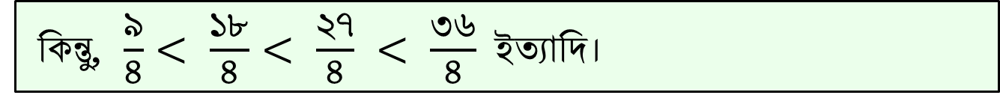 কিন্তু, ৯/৪ < ১৮/৪ < ২৭/৪ < ৩৬/৪ ইত্যাদি।